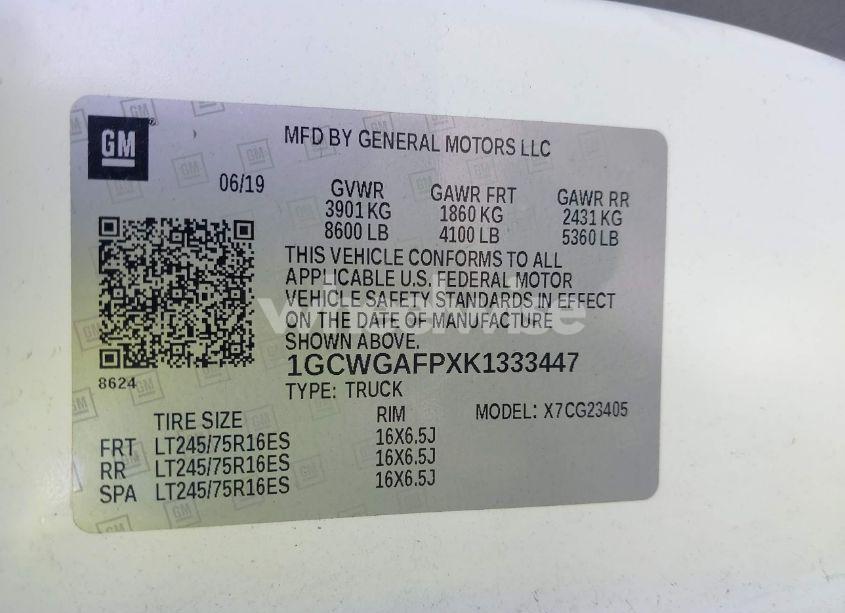 GM
MFD BY GENERAL MOTORS LLC
06/19
GVWR GAWR FRT GAWR RR
3901 KG 1860 KG 2431 KG
8600 LB 4100 LB 5360 LB
THIS VEHICLE CONFORMS TO ALL
APPLICABLE U.S. FEDERAL MOTOR
VEHICLE SAFETY STANDARDS IN EFFECT
ON THE DATE OF MANUFACTURE
SHOWN ABOVE.
1GCWGAFPXK1333447
8624
TYPE: TRUCK
MODEL: X7CG23405
TIRE SIZE RIM
FRT LT245/75R16ES 16X6.5J
RR LT245/75R16ES 16X6.5J
SPA LT245/75R16ES 16X6.5J